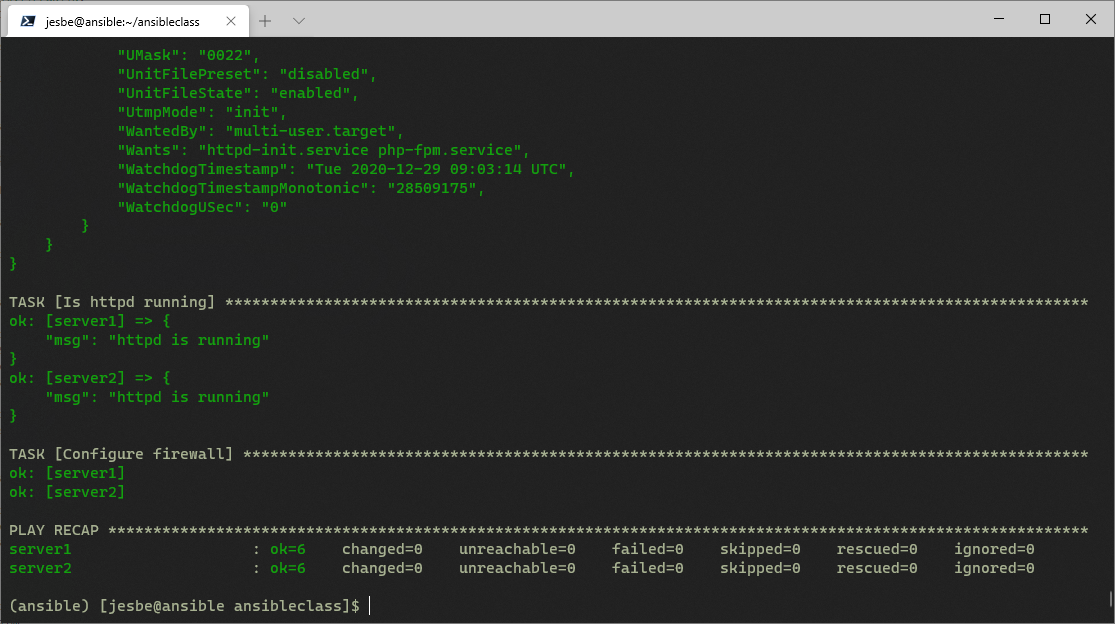 jesbe@ansible:~/ansibleclass
            "UMask": "0022",
            "UnitFilePreset": "disabled",
            "UnitFileState": "enabled",
            "UtmpMode": "init",
            "WantedBy": "multi-user.target",
            "Wants": "httpd-init.service php-fpm.service",
            "WatchdogTimestamp": "Tue 2020-12-29 09:03:14 UTC",
            "WatchdogTimestampMonotonic": "28509175",
            "WatchdogUSec": "0"
        }
    }
}
TASK [Is httpd running] ************************************************************************************************
ok: [server1] => {
    "msg": "httpd is running"
}
ok: [server2] => {
    "msg": "httpd is running"
}
TASK [Configure firewall] **********************************************************************************************
ok: [server1]
ok: [server2]
PLAY RECAP *************************************************************************************************************
server1                    : ok=6    changed=0    unreachable=0    failed=0    skipped=0    rescued=0    ignored=0
server2                    : ok=6    changed=0    unreachable=0    failed=0    skipped=0    rescued=0    ignored=0
(ansible) [jesbe@ansible ansibleclass]$